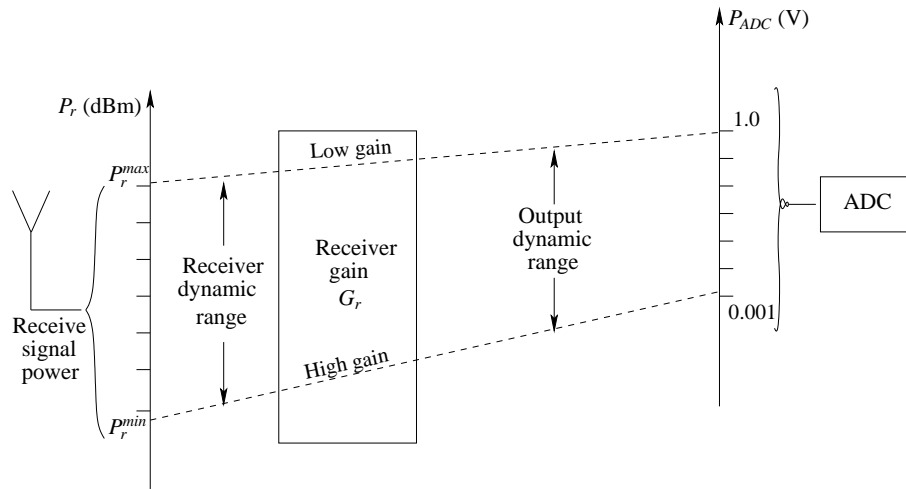 P_ADC (V)
P_r (dBm)
1.0
Low gain
P_r^max
ADC
Output
dynamic
range
Receiver
gain
G_r
Receiver
dynamic
range
0.001
Receive
signal
power
High gain
P_r^min